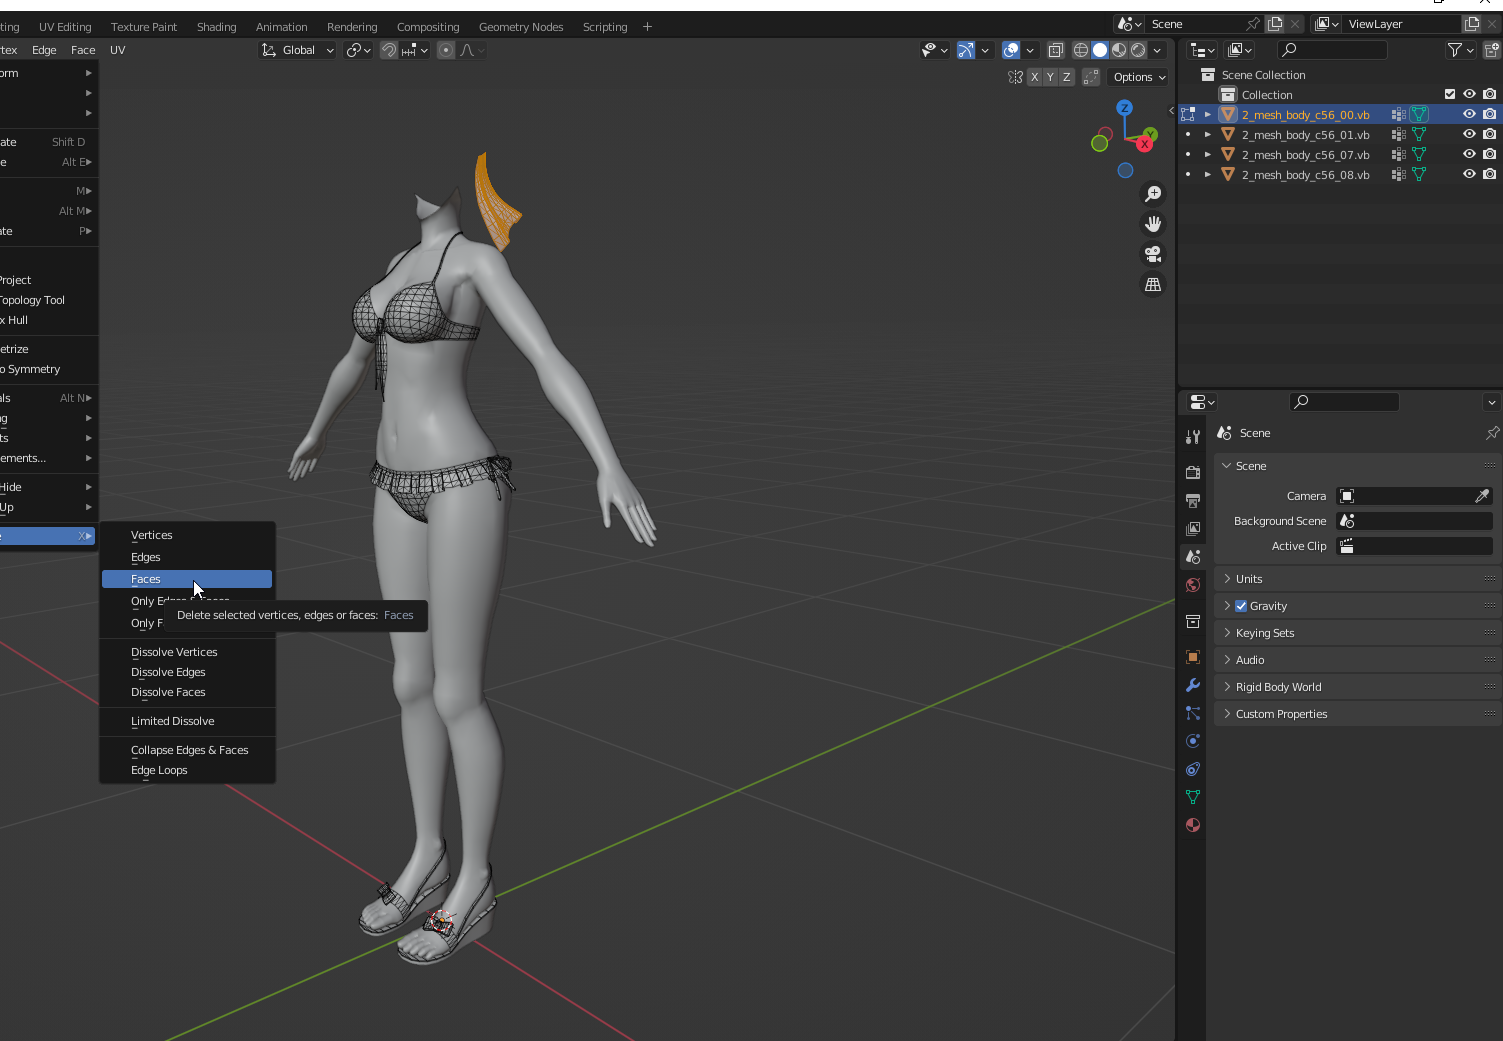 ting UV Editing Texture Paint Shading Animation Rendering Compositing Geometry Nodes Scripting + Scene ViewLayer
tex Edge Face UV Global
X Y Z Options
orm
ate Shift D
e Alt E
M
Alt M
ate P
Project
Topology Tool
x Hull
etrize
o Symmetry
als Alt N
g
ts
ements...
Hide
Up
X
Vertices
Edges
Faces
Only Edges & Faces
Only F
Delete selected vertices, edges or faces: Faces
Dissolve Vertices
Dissolve Edges
Dissolve Faces
Limited Dissolve
Collapse Edges & Faces
Edge Loops
Z
Y
X
Scene Collection
Collection
2_mesh_body_c56_00.vb
2_mesh_body_c56_01.vb
2_mesh_body_c56_07.vb
2_mesh_body_c56_08.vb
Scene
Scene
Camera
Background Scene
Active Clip
Units
Gravity
Keying Sets
Audio
Rigid Body World
Custom Properties